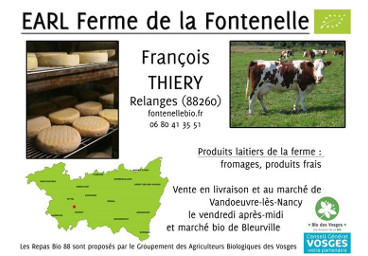 EARL Ferme de la Fontenelle
François
THIERY
Relanges (88260)
fontenellebio.fr
06 80 41 35 51
Produits laitiers de la ferme :
fromages, produits frais
Vente en livraison et au marché de
Vandoeuvre-lès-Nancy
le vendredi après-midi
et marché bio de Bleurville
Bio des Vosges
Conseil Général
VOSGES
votre partenaire
Les Repas Bio 88 sont proposés par le Groupement des Agriculteurs Biologiques des Vosges